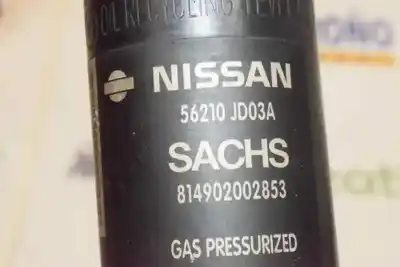 NISSAN
56210 JD03A
SACHS
814902002853
GAS PRESSURIZED